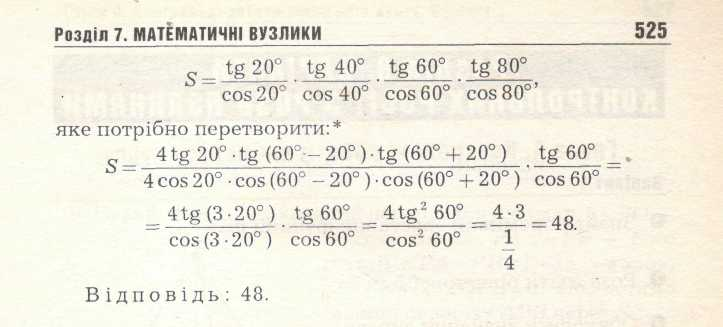 Розділ 7. МАТЕМАТИЧНІ ВУЗЛИКИ 525
S = tg 20°/cos 20° · tg 40°/cos 40° · tg 60°/cos 60° · tg 80°/cos 80°,
яке потрібно перетворити:*
S = 4 tg 20° · tg (60° – 20°) · tg (60° + 20°)/4 cos 20° · cos (60° – 20°) · cos (60° + 20°) · tg 60°/cos 60° =
= 4 tg (3 · 20°)/cos (3 · 20°) · tg 60°/cos 60° = 4 tg² 60°/cos² 60° = 4 · 3/(1/4) = 48.
Відповідь: 48.